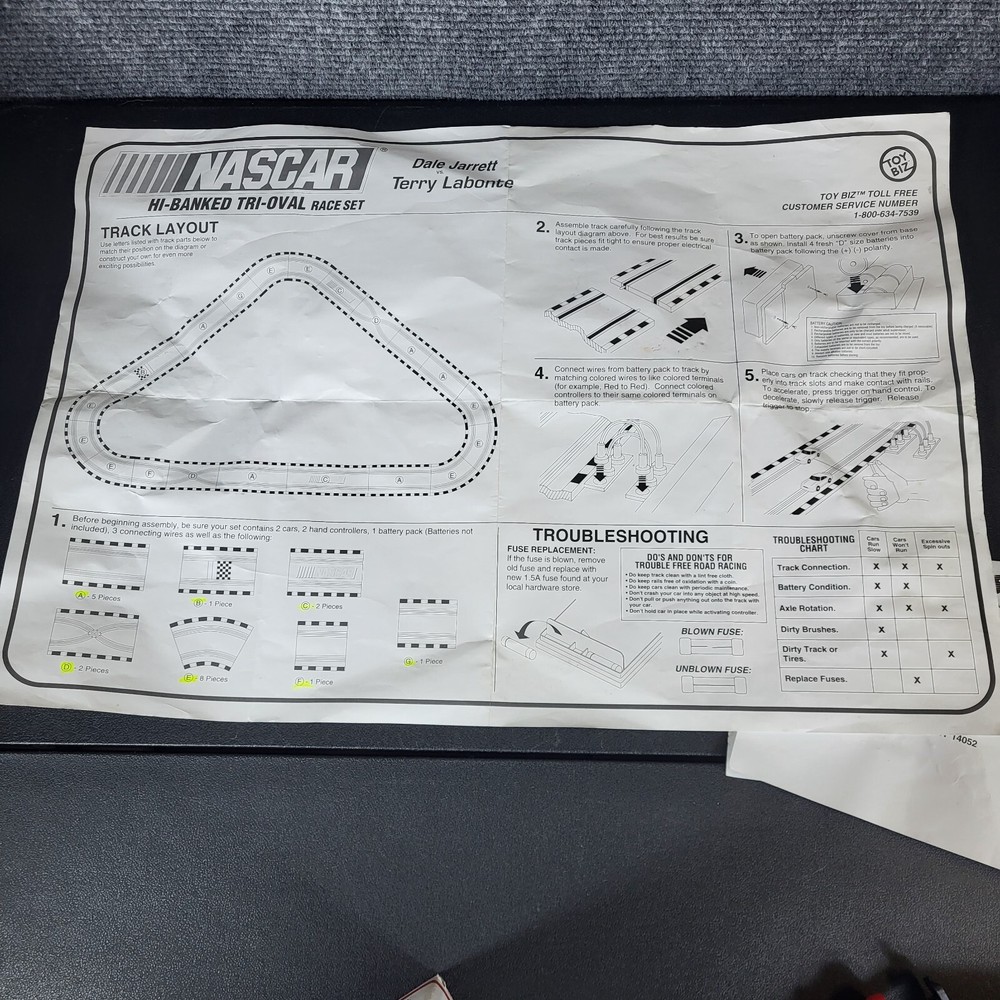 NASCAR®
HI-BANKED TRI-OVAL RACE SET
Dale Jarrett
vs.
Terry Labonte
TOY BIZ
TOY BIZ™ TOLL FREE
CUSTOMER SERVICE NUMBER
1-800-634-7539
TRACK LAYOUT
Use letters listed with track parts below to
match their position on the diagram or
construct your own for even more
exciting possibilities.
2. Assemble track carefully following the track
layout diagram above. For best results be sure
track pieces fit tight to ensure proper electrical
contact is made.
3. To open battery pack, unscrew cover from base
as shown. Install 4 fresh "D" size batteries into
battery pack following the (+) (-) polarity.
4. Connect wires from battery pack to track by
matching colored wires to like colored terminals
(for example, Red to Red). Connect colored
controllers to their same colored terminals on
battery pack.
5. Place cars on track checking that they fit prop-
erly into track slots and make contact with rails.
To accelerate, press trigger on hand control. To
decelerate, slowly release trigger. Release
trigger to stop.
1. Before beginning assembly, be sure your set contains 2 cars, 2 hand controllers, 1 battery pack (Batteries not
included), 3 connecting wires as well as the following:
A - 5 Pieces
B - 1 Piece
C - 2 Pieces
D - 2 Pieces
E - 8 Pieces
F - 1 Piece
G - 1 Piece
TROUBLESHOOTING
FUSE REPLACEMENT:
If the fuse is blown, remove
old fuse and replace with
new 1.5A fuse found at your
local hardware store.
DO'S AND DON'TS FOR
TROUBLE FREE ROAD RACING
• Do keep track clean with a lint free cloth.
• Do keep rails free of oxidation with a coin.
• Do keep cars clean with periodic maintenance.
• Don't crash your car into any object at high speed.
• Don't pull or push anything out onto the track with
your car.
• Don't hold car in place while activating controller.
BLOWN FUSE:
UNBLOWN FUSE:
TROUBLESHOOTING CHART Cars Run Slow Cars Won't Run Excessive Spin outs
Track Connection. X X X
Battery Condition. X X
Axle Rotation. X X X
Dirty Brushes. X
Dirty Track or Tires. X X
Replace Fuses. X
14052